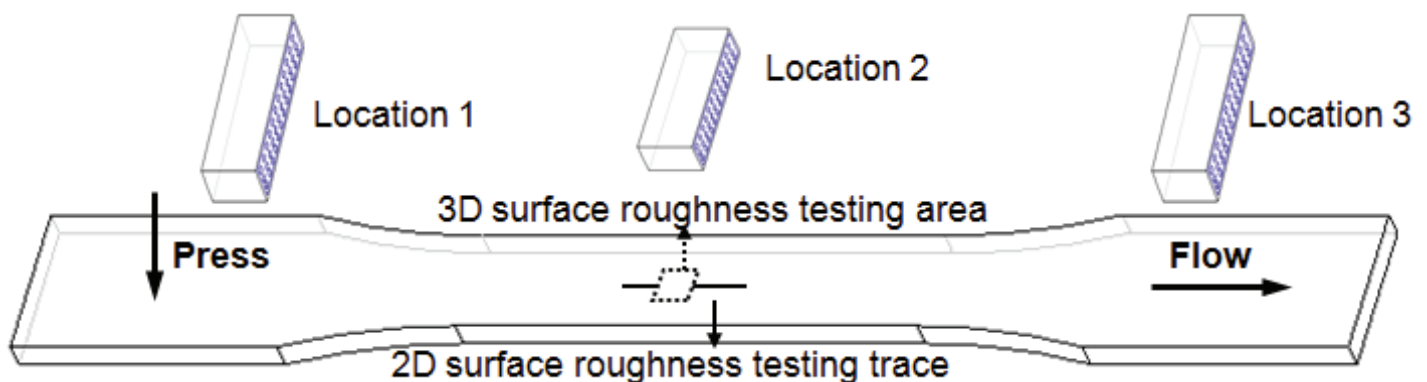 Location 1
Location 2
Location 3
3D surface roughness testing area
Press
Flow
2D surface roughness testing trace